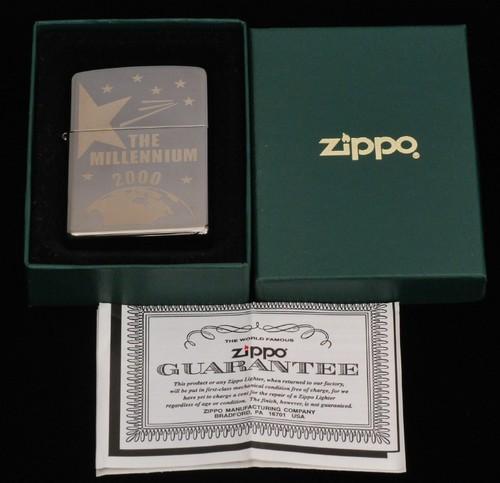 THE
MILLENNIUM
2000
zippo
THE WORLD FAMOUS
zippo
GUARANTEE
This product or any Zippo Lighter, when returned to our factory,
will be put in first-class mechanical condition free of charge, for we
have yet to charge a cent for the repair of a Zippo Lighter
regardless of age or condition. The finish, however, is not guaranteed.
ZIPPO MANUFACTURING COMPANY
BRADFORD, PA 16701 USA